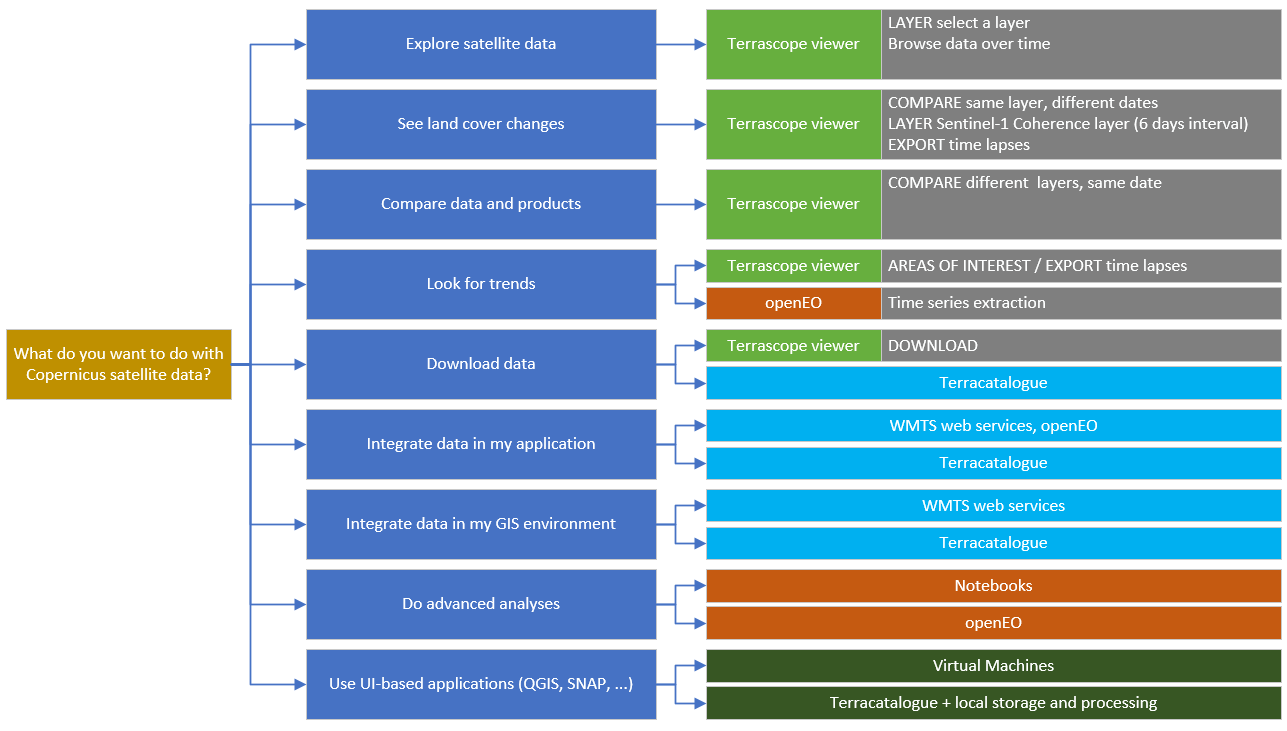 What do you want to do with
Copernicus satellite data?
Explore satellite data
Terrascope viewer
LAYER select a layer
Browse data over time
See land cover changes
Terrascope viewer
COMPARE same layer, different dates
LAYER Sentinel-1 Coherence layer (6 days interval)
EXPORT time lapses
Compare data and products
Terrascope viewer
COMPARE different  layers, same date
Look for trends
Terrascope viewer
AREAS OF INTEREST / EXPORT time lapses
openEO
Time series extraction
Download data
Terrascope viewer
DOWNLOAD
Terracatalogue
Integrate data in my application
WMTS web services, openEO
Terracatalogue
Integrate data in my GIS environment
WMTS web services
Terracatalogue
Do advanced analyses
Notebooks
openEO
Use UI-based applications (QGIS, SNAP, ...)
Virtual Machines
Terracatalogue + local storage and processing